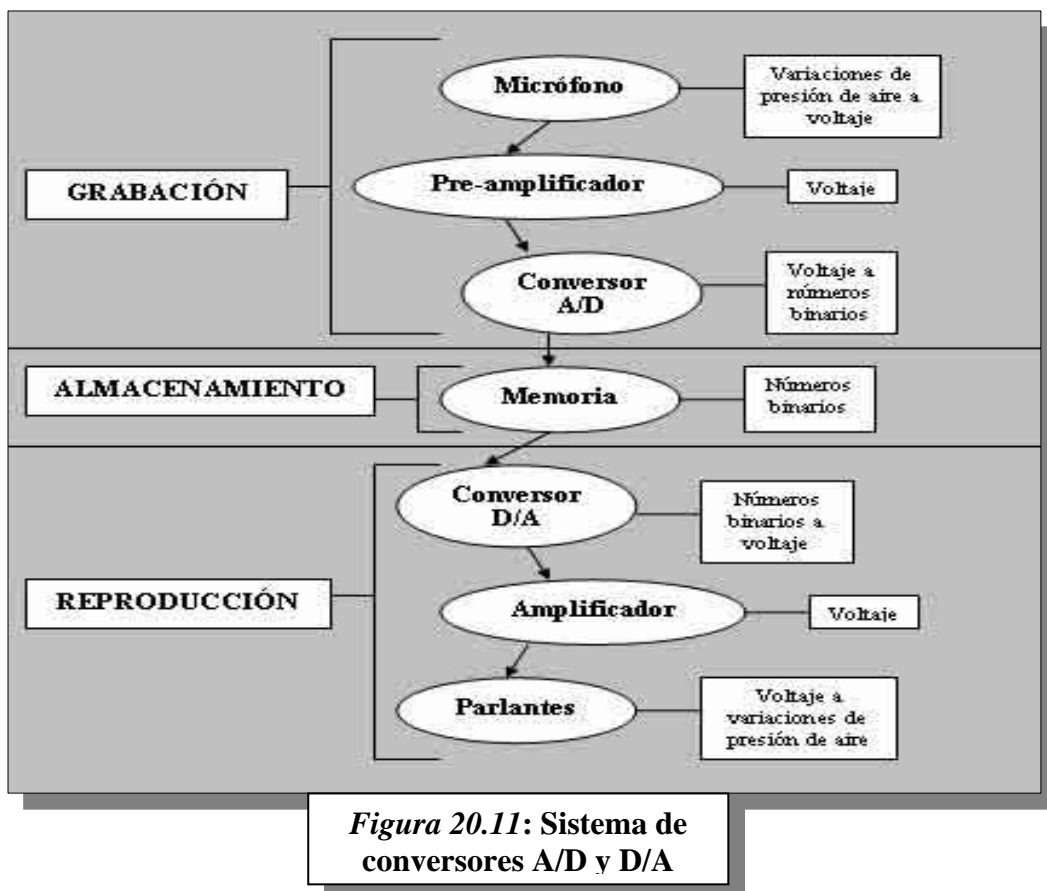 Micrófono
Variaciones de
presión de aire a
voltaje
GRABACIÓN
Pre-amplificador
Voltaje
Conversor
A/D
Voltaje a
números
binarios
ALMACENAMIENTO
Memoria
Números
binarios
Conversor
D/A
Números
binarios a
voltaje
REPRODUCCIÓN
Amplificador
Voltaje
Parlantes
Voltaje a
variaciones de
presión de aire
Figura 20.11: Sistema de
conversores A/D y D/A